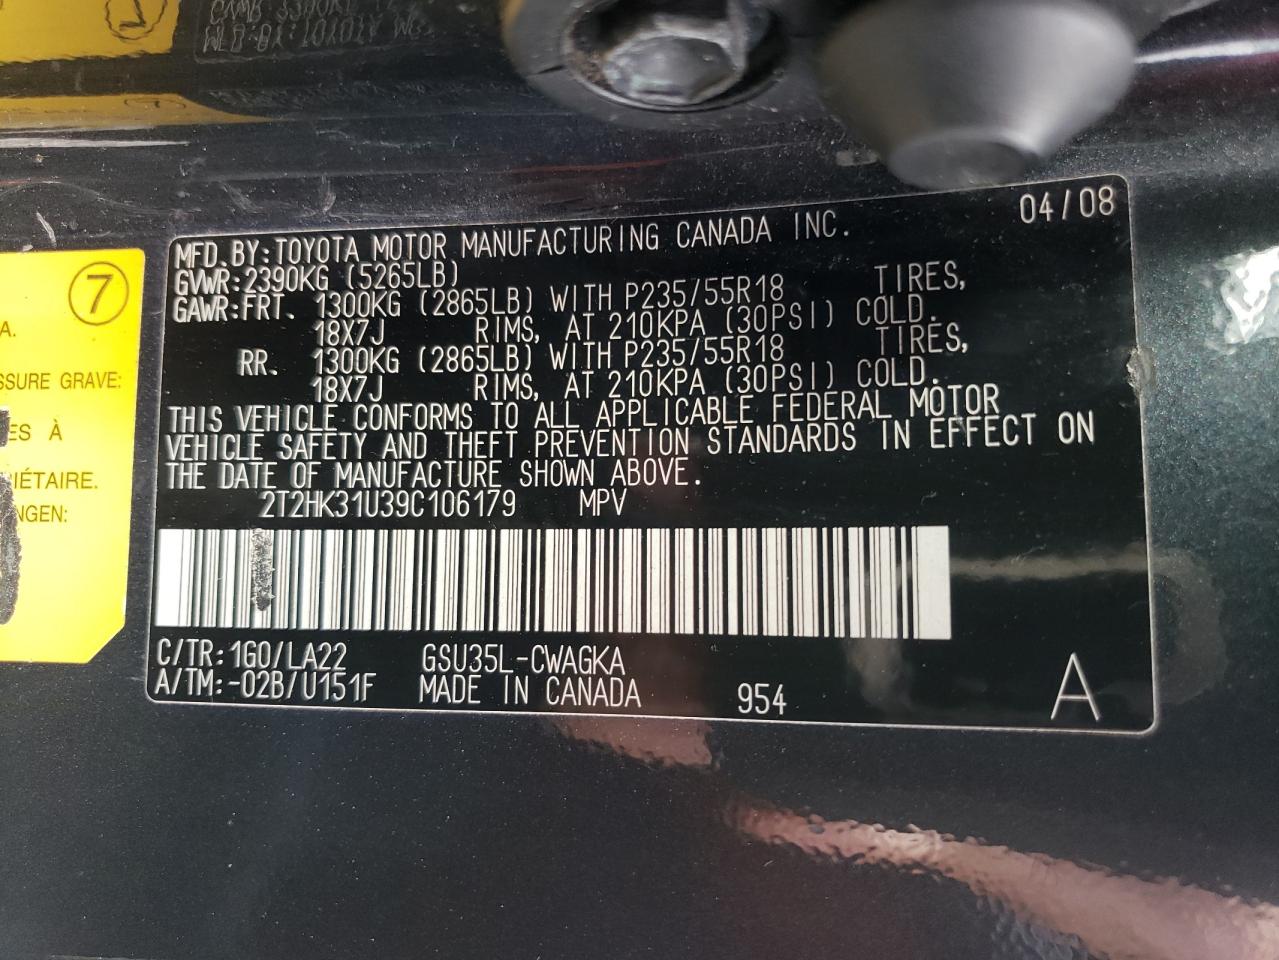 7
A.
SSURE GRAVE:
ES À
IÉTAIRE.
NGEN:
04/08
MFD.BY:TOYOTA MOTOR MANUFACTURING CANADA INC.
GVWR:2390KG (5265LB)
GAWR:FRT. 1300KG (2865LB) WITH P235/55R18 TIRES,
18X7J RIMS, AT 210KPA (30PSI) COLD.
RR. 1300KG (2865LB) WITH P235/55R18 TIRES,
18X7J RIMS, AT 210KPA (30PSI) COLD.
THIS VEHICLE CONFORMS TO ALL APPLICABLE FEDERAL MOTOR
VEHICLE SAFETY AND THEFT PREVENTION STANDARDS IN EFFECT ON
THE DATE OF MANUFACTURE SHOWN ABOVE.
2T2HK31U39C106179 MPV
C/TR:1G0/LA22 GSU35L-CWAGKA
A/TM:-02B/U151F MADE IN CANADA 954 A